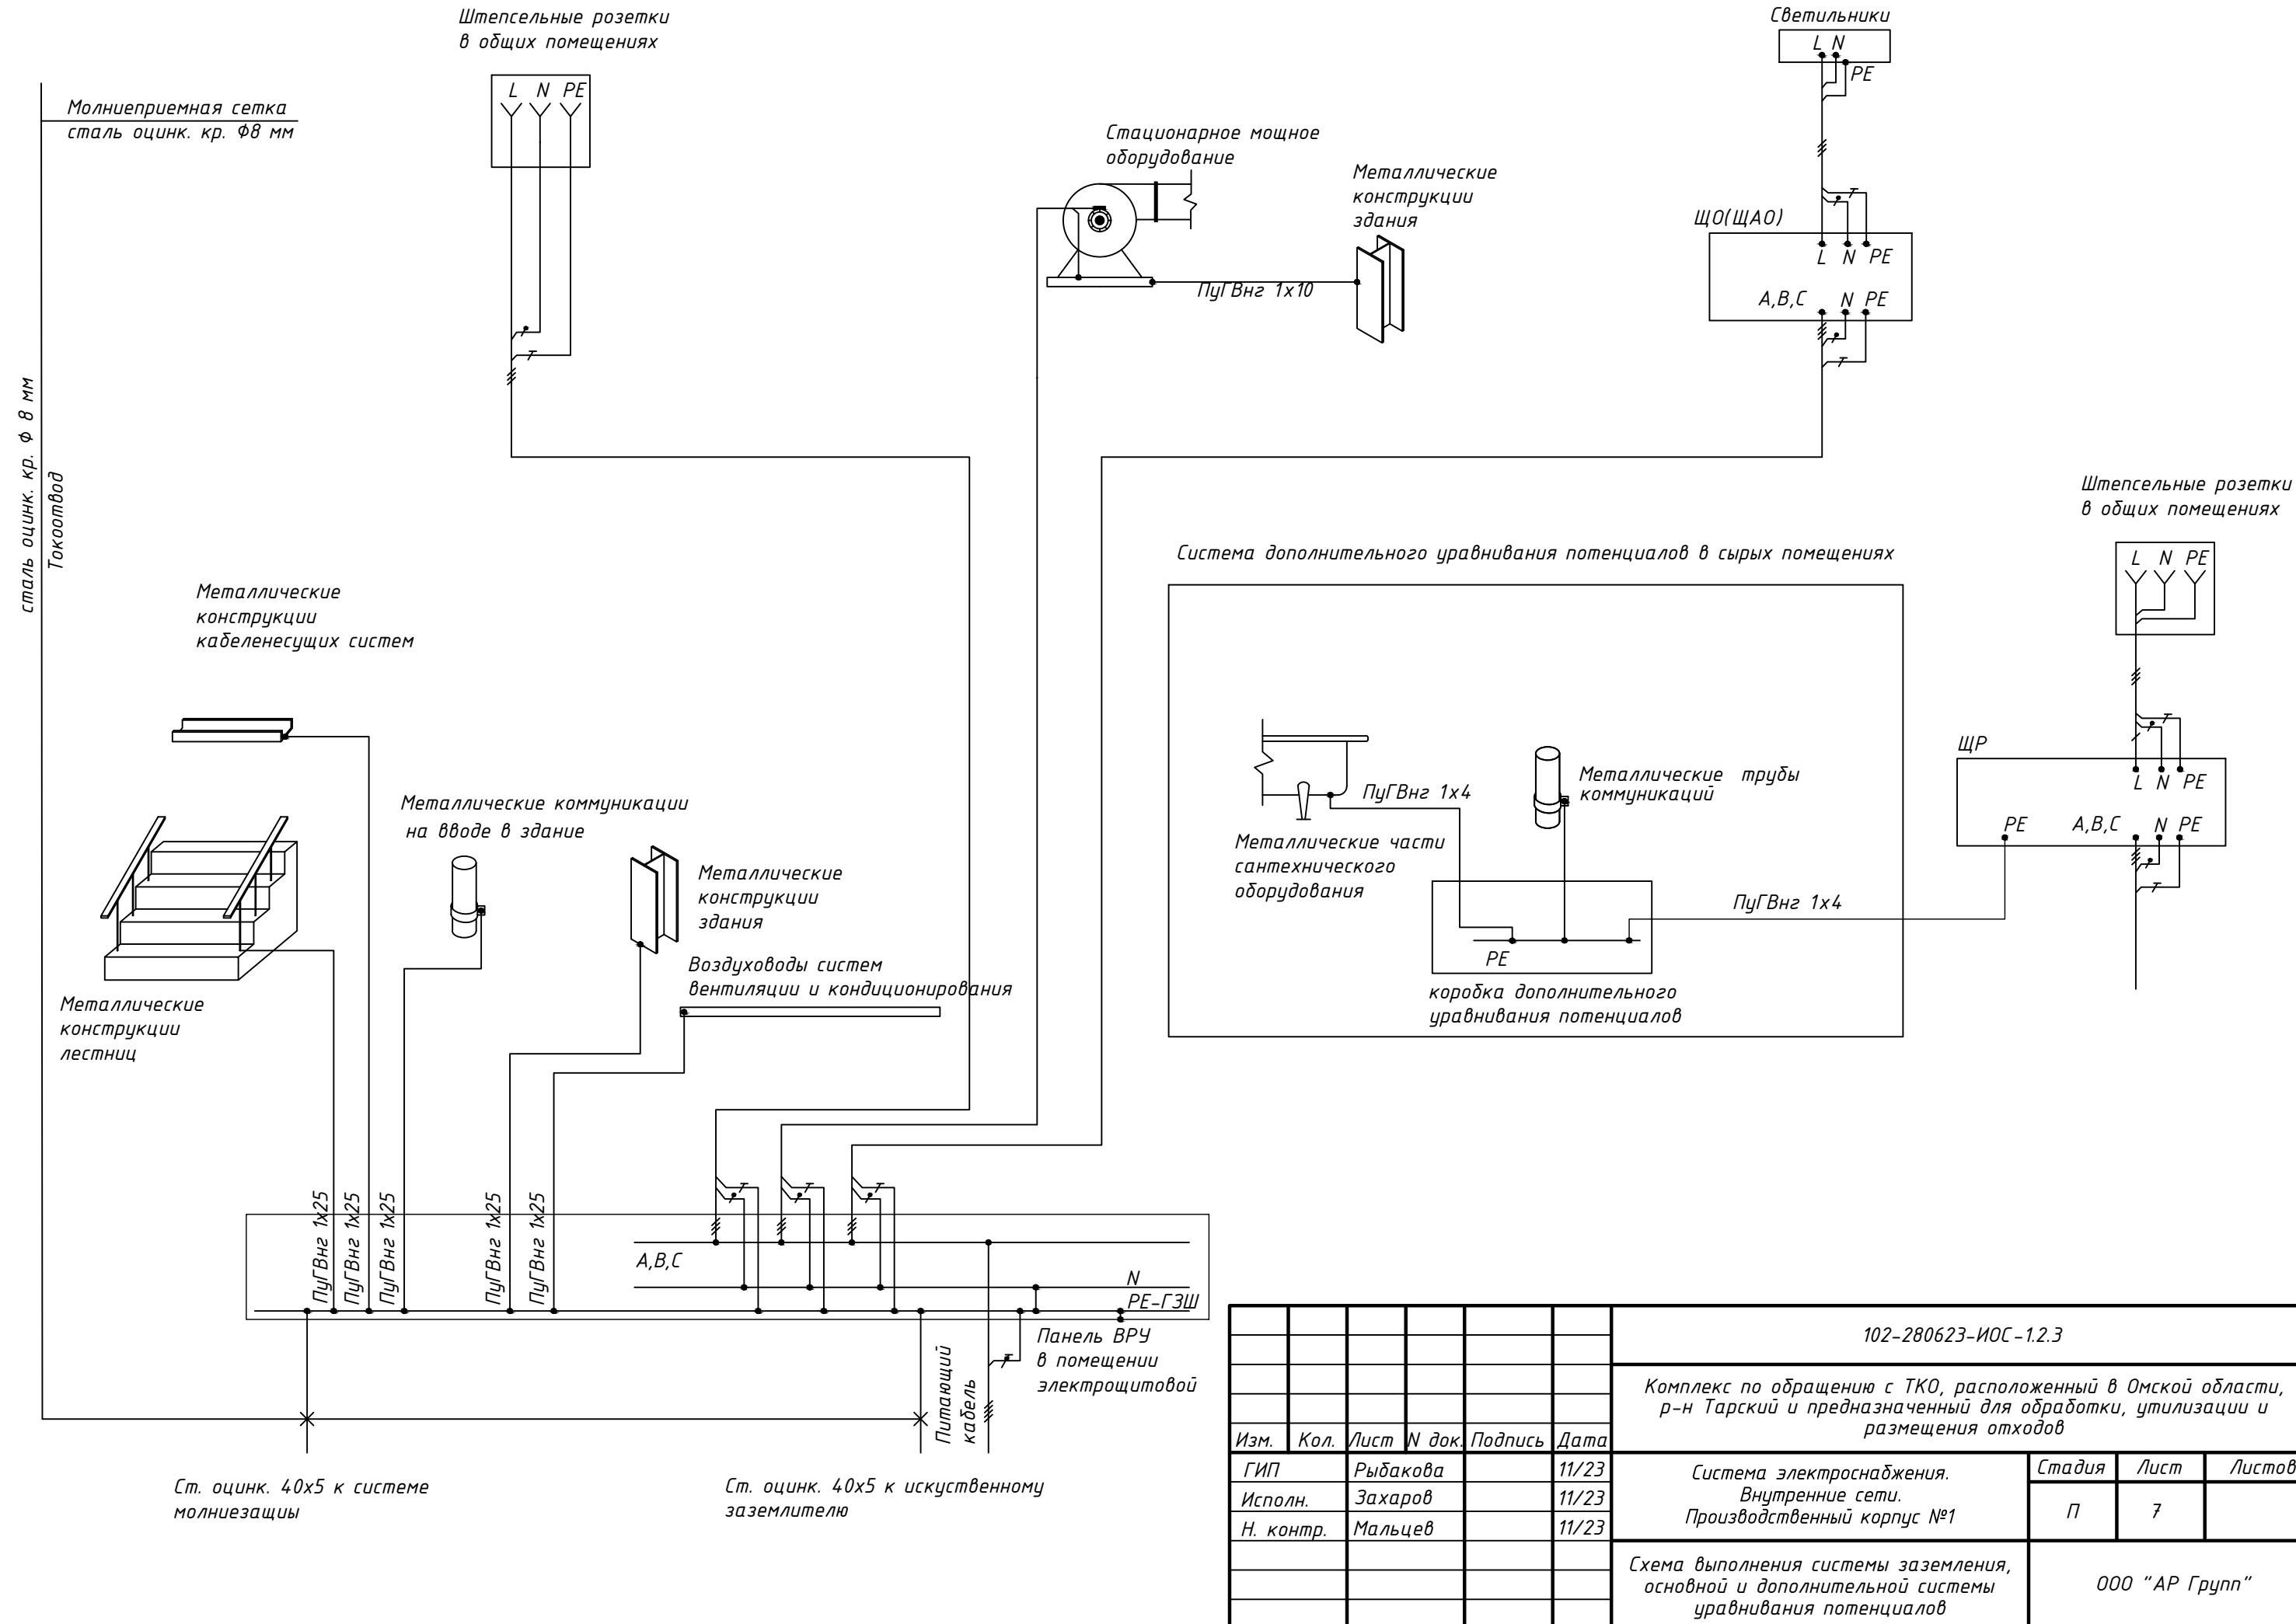 Штепсельные розетки
в общих помещениях
L N PE
Молниеприемная сетка
сталь оцинк. кр. Ф8 мм
сталь оцинк. кр. Ф 8 мм
Токоотвод
Стационарное мощное
оборудование
Металлические
конструкции
здания
ПуГВнг 1х10
Светильники
L N
PE
ЩО(ЩАО)
L N PE
А,В,С N PE
Штепсельные розетки
в общих помещениях
L N PE
ЩР
L N PE
PE А,В,С N PE
Система дополнительного уравнивания потенциалов в сырых помещениях
ПуГВнг 1х4
Металлические трубы
коммуникаций
Металлические части
сантехнического
оборудования
ПуГВнг 1х4
PE
коробка дополнительного
уравнивания потенциалов
Металлические
конструкции
кабеленесущих систем
Металлические коммуникации
на вводе в здание
Металлические
конструкции
здания
Воздуховоды систем
вентиляции и кондиционирования
Металлические
конструкции
лестниц
ПуГВнг 1х25
ПуГВнг 1х25
ПуГВнг 1х25
ПуГВнг 1х25
ПуГВнг 1х25
А,В,С
N
РЕ-ГЗШ
Панель ВРУ
в помещении
электрощитовой
Питающий
кабель
Ст. оцинк. 40х5 к системе
молниезащиы
Ст. оцинк. 40х5 к искуственному
заземлителю
102-280623-ИОС-1.2.3
Комплекс по обращению с ТКО, расположенный в Омской области,
р-н Тарский и предназначенный для обработки, утилизации и
размещения отходов
Изм. Кол. Лист N док. Подпись Дата
ГИП Рыбакова 11/23
Исполн. Захаров 11/23
Н. контр. Мальцев 11/23
Система электроснабжения.
Внутренние сети.
Производственный корпус №1
Стадия Лист Листов
П 7
Схема выполнения системы заземления,
основной и дополнительной системы
уравнивания потенциалов
ООО "АР Групп"